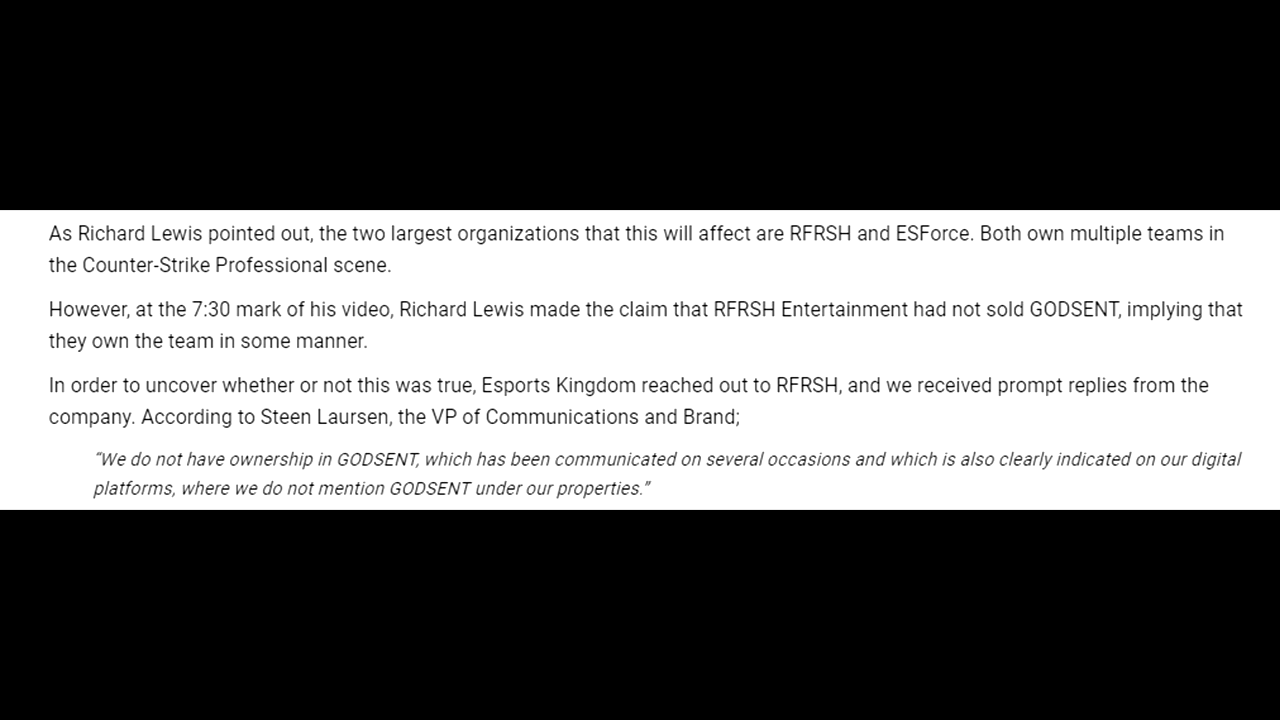 As Richard Lewis pointed out, the two largest organizations that this will affect are RFRSH and ESForce. Both own multiple teams in
the Counter-Strike Professional scene.
However, at the 7:30 mark of his video, Richard Lewis made the claim that RFRSH Entertainment had not sold GODSENT, implying that
they own the team in some manner.
In order to uncover whether or not this was true, Esports Kingdom reached out to RFRSH, and we received prompt replies from the
company. According to Steen Laursen, the VP of Communications and Brand;
“We do not have ownership in GODSENT, which has been communicated on several occasions and which is also clearly indicated on our digital
platforms, where we do not mention GODSENT under our properties.”